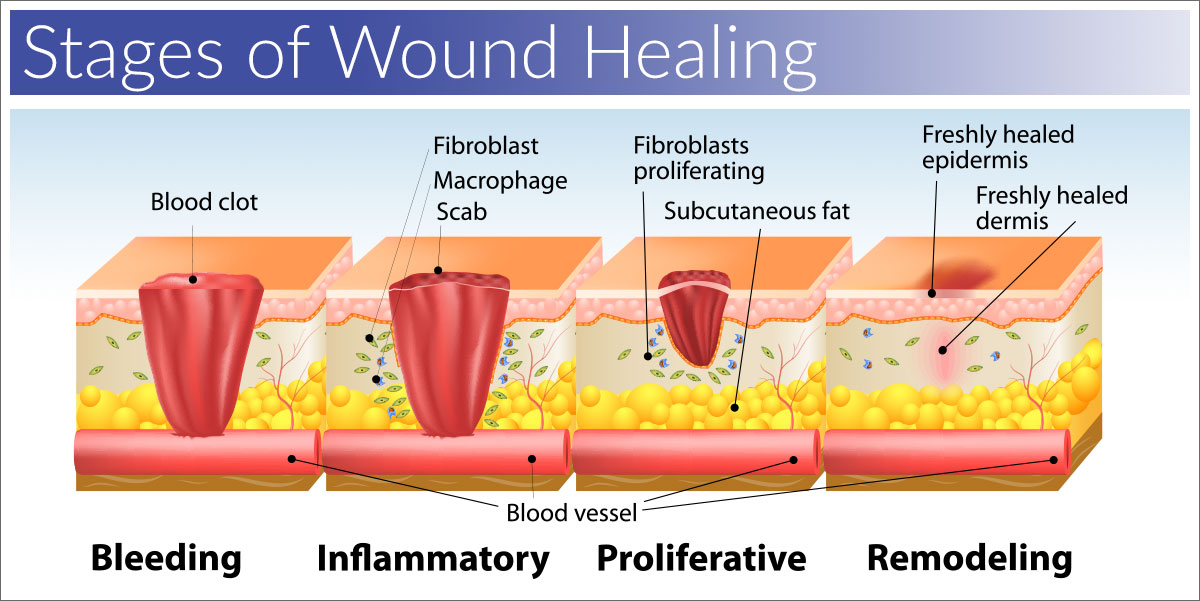 Stages of Wound Healing
Blood clot
Fibroblast
Macrophage
Scab
Fibroblasts
proliferating
Subcutaneous fat
Freshly healed
epidermis
Freshly healed
dermis
Blood vessel
Bleeding
Inflammatory
Proliferative
Remodeling